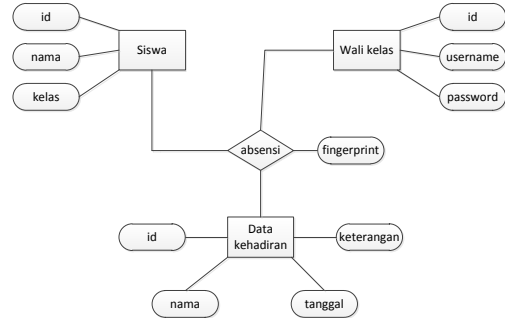 id
nama
kelas
Siswa
Wali kelas
id
username
password
absensi
fingerprint
id
Data
kehadiran
keterangan
nama
tanggal